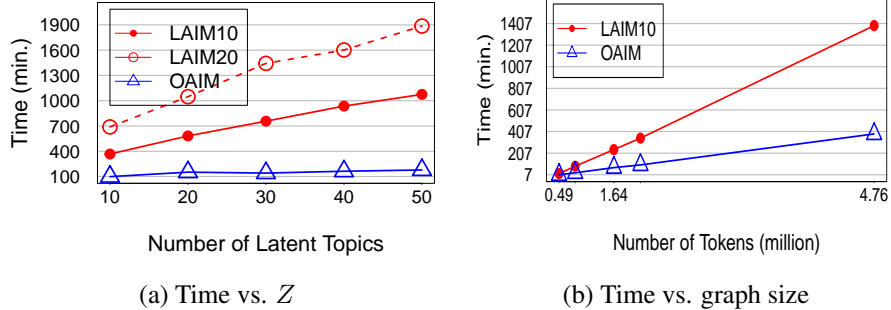 Time (min.)
1900
1600
1300
1000
700
400
100
LAIM10
LAIM20
OAIM
10 20 30 40 50
Number of Latent Topics
(a) Time vs. Z
Time (min.)
1407
1207
1007
807
607
407
207
7
LAIM10
OAIM
0.49 1.64 4.76
Number of Tokens (million)
(b) Time vs. graph size